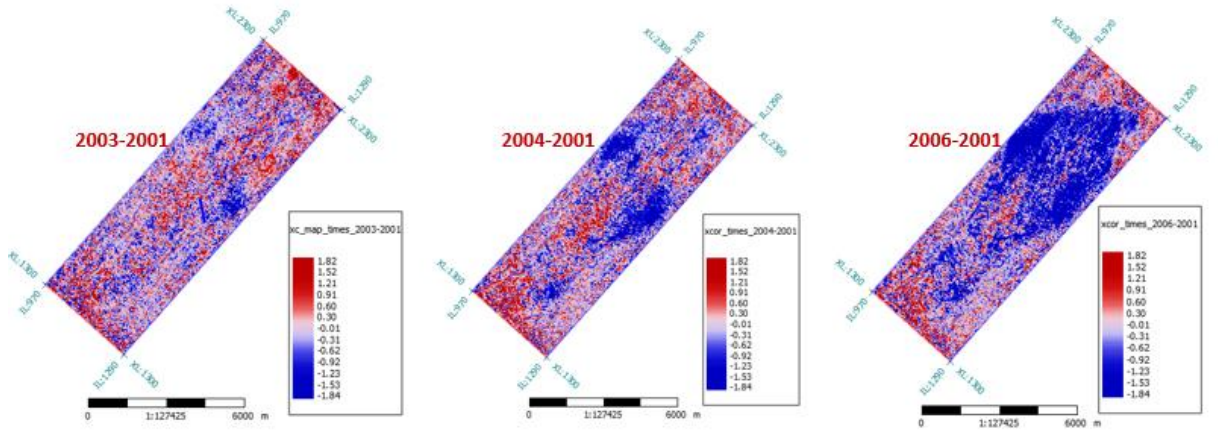 XL:2300
IL:970
2003-2001
IL:1290
XL:2300
XL:1300
IL:970
IL:1290
XL:1300
xc_map_times_2003-2001
1.82
1.52
1.21
0.91
0.60
0.30
-0.01
-0.31
-0.62
-0.92
-1.23
-1.53
-1.84
0 1:127425 6000 m
XL:2300
IL:970
2004-2001
IL:1290
XL:2300
XL:1300
IL:970
IL:1290
XL:1300
xcor_times_2004-2001
1.82
1.52
1.21
0.91
0.60
0.30
-0.01
-0.31
-0.62
-0.92
-1.23
-1.53
-1.84
0 1:127425 6000 m
XL:2300
IL:970
2006-2001
IL:1290
XL:2300
XL:1300
IL:970
IL:1290
XL:1300
xcor_times_2006-2001
1.82
1.52
1.21
0.91
0.60
0.30
-0.01
-0.31
-0.62
-0.92
-1.23
-1.53
-1.84
0 1:127425 6000 m